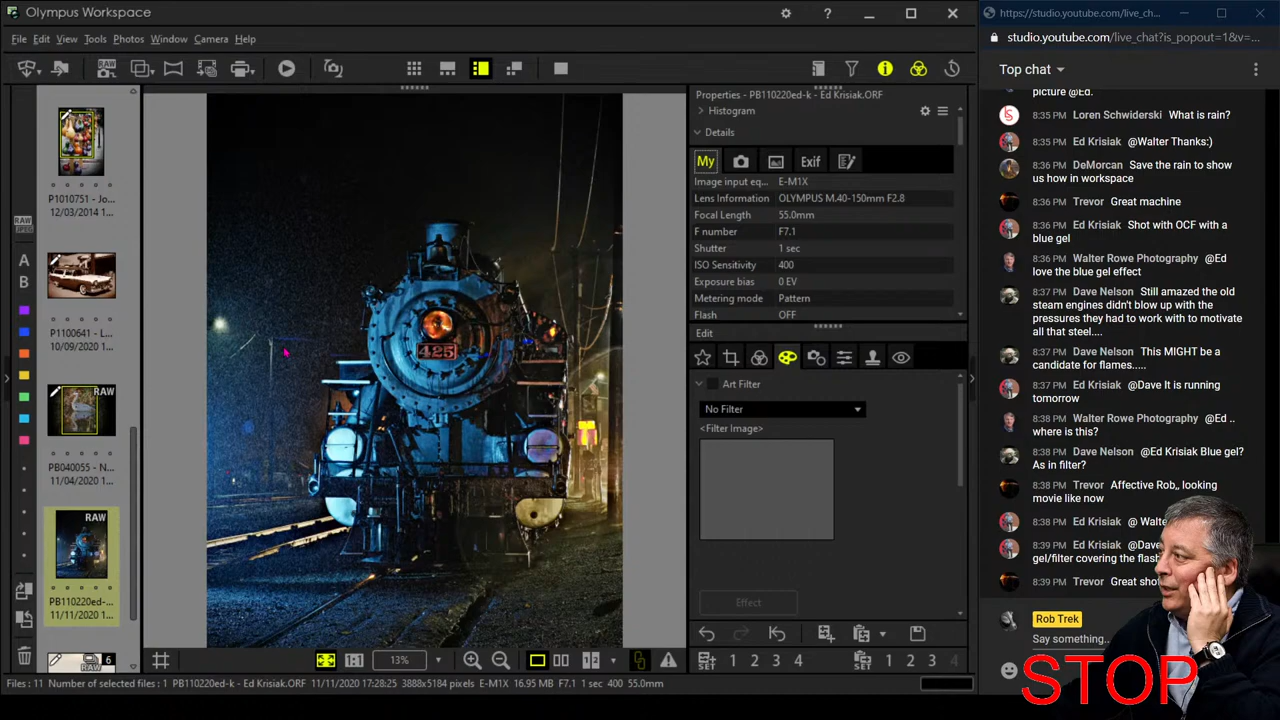 Olympus Workspace
File Edit View Tools Photos Window Camera Help
RAW
P1010751 - Jo...
12/03/2014 1...
RAW
JPEG
A
B
P1100641 - L...
10/09/2020 1...
RAW
PB040055 - N...
11/04/2020 1...
RAW
PB110220ed-...
11/11/2020 1...
6
425
Properties - PB110220ed-k - Ed Krisiak.ORF
Histogram
Details
My Exif
Image input eq... E-M1X
Lens Information OLYMPUS M.40-150mm F2.8
Focal Length 55.0mm
F number F7.1
Shutter 1 sec
ISO Sensitivity 400
Exposure bias 0 EV
Metering mode Pattern
Flash OFF
Edit
Art Filter
No Filter
<Filter Image>
Effect
1:1 13% 1 2
1 2 3 4 1 2 3 4
Files : 11 Number of selected files : 1 PB110220ed-k - Ed Krisiak.ORF 11/11/2020 17:28:25 3888x5184 pixels E-M1X 16.95 MB F7.1 1 sec 400 55.0mm
https://studio.youtube.com/live_chat?is_popout=1&v=...
studio.youtube.com/live_chat?is_popout=1&v=...
Top chat
picture @Ed.
8:35 PM Loren Schwiderski What is rain?
8:35 PM Ed Krisiak @Walter Thanks:)
8:36 PM DeMorcan Save the rain to show
us how in workspace
8:36 PM Trevor Great machine
8:36 PM Ed Krisiak Shot with OCF with a
blue gel
8:36 PM Walter Rowe Photography @Ed
love the blue gel effect
8:37 PM Dave Nelson Still amazed the old
steam engines didn't blow up with the
pressures they had to work with to motivate
all that steel....
8:37 PM Dave Nelson This MIGHT be a
candidate for flames.....
8:37 PM Ed Krisiak @Dave It is running
tomorrow
8:38 PM Walter Rowe Photography @Ed ..
where is this?
8:38 PM Dave Nelson @Ed Krisiak Blue gel?
As in filter?
8:38 PM Trevor Affective Rob,, looking
movie like now
8:38 PM Ed Krisiak @ Walte
8:39 PM Ed Krisiak @Dave
gel/filter covering the flash
8:39 PM Trevor Great sho
Rob Trek
Say something...
STOP